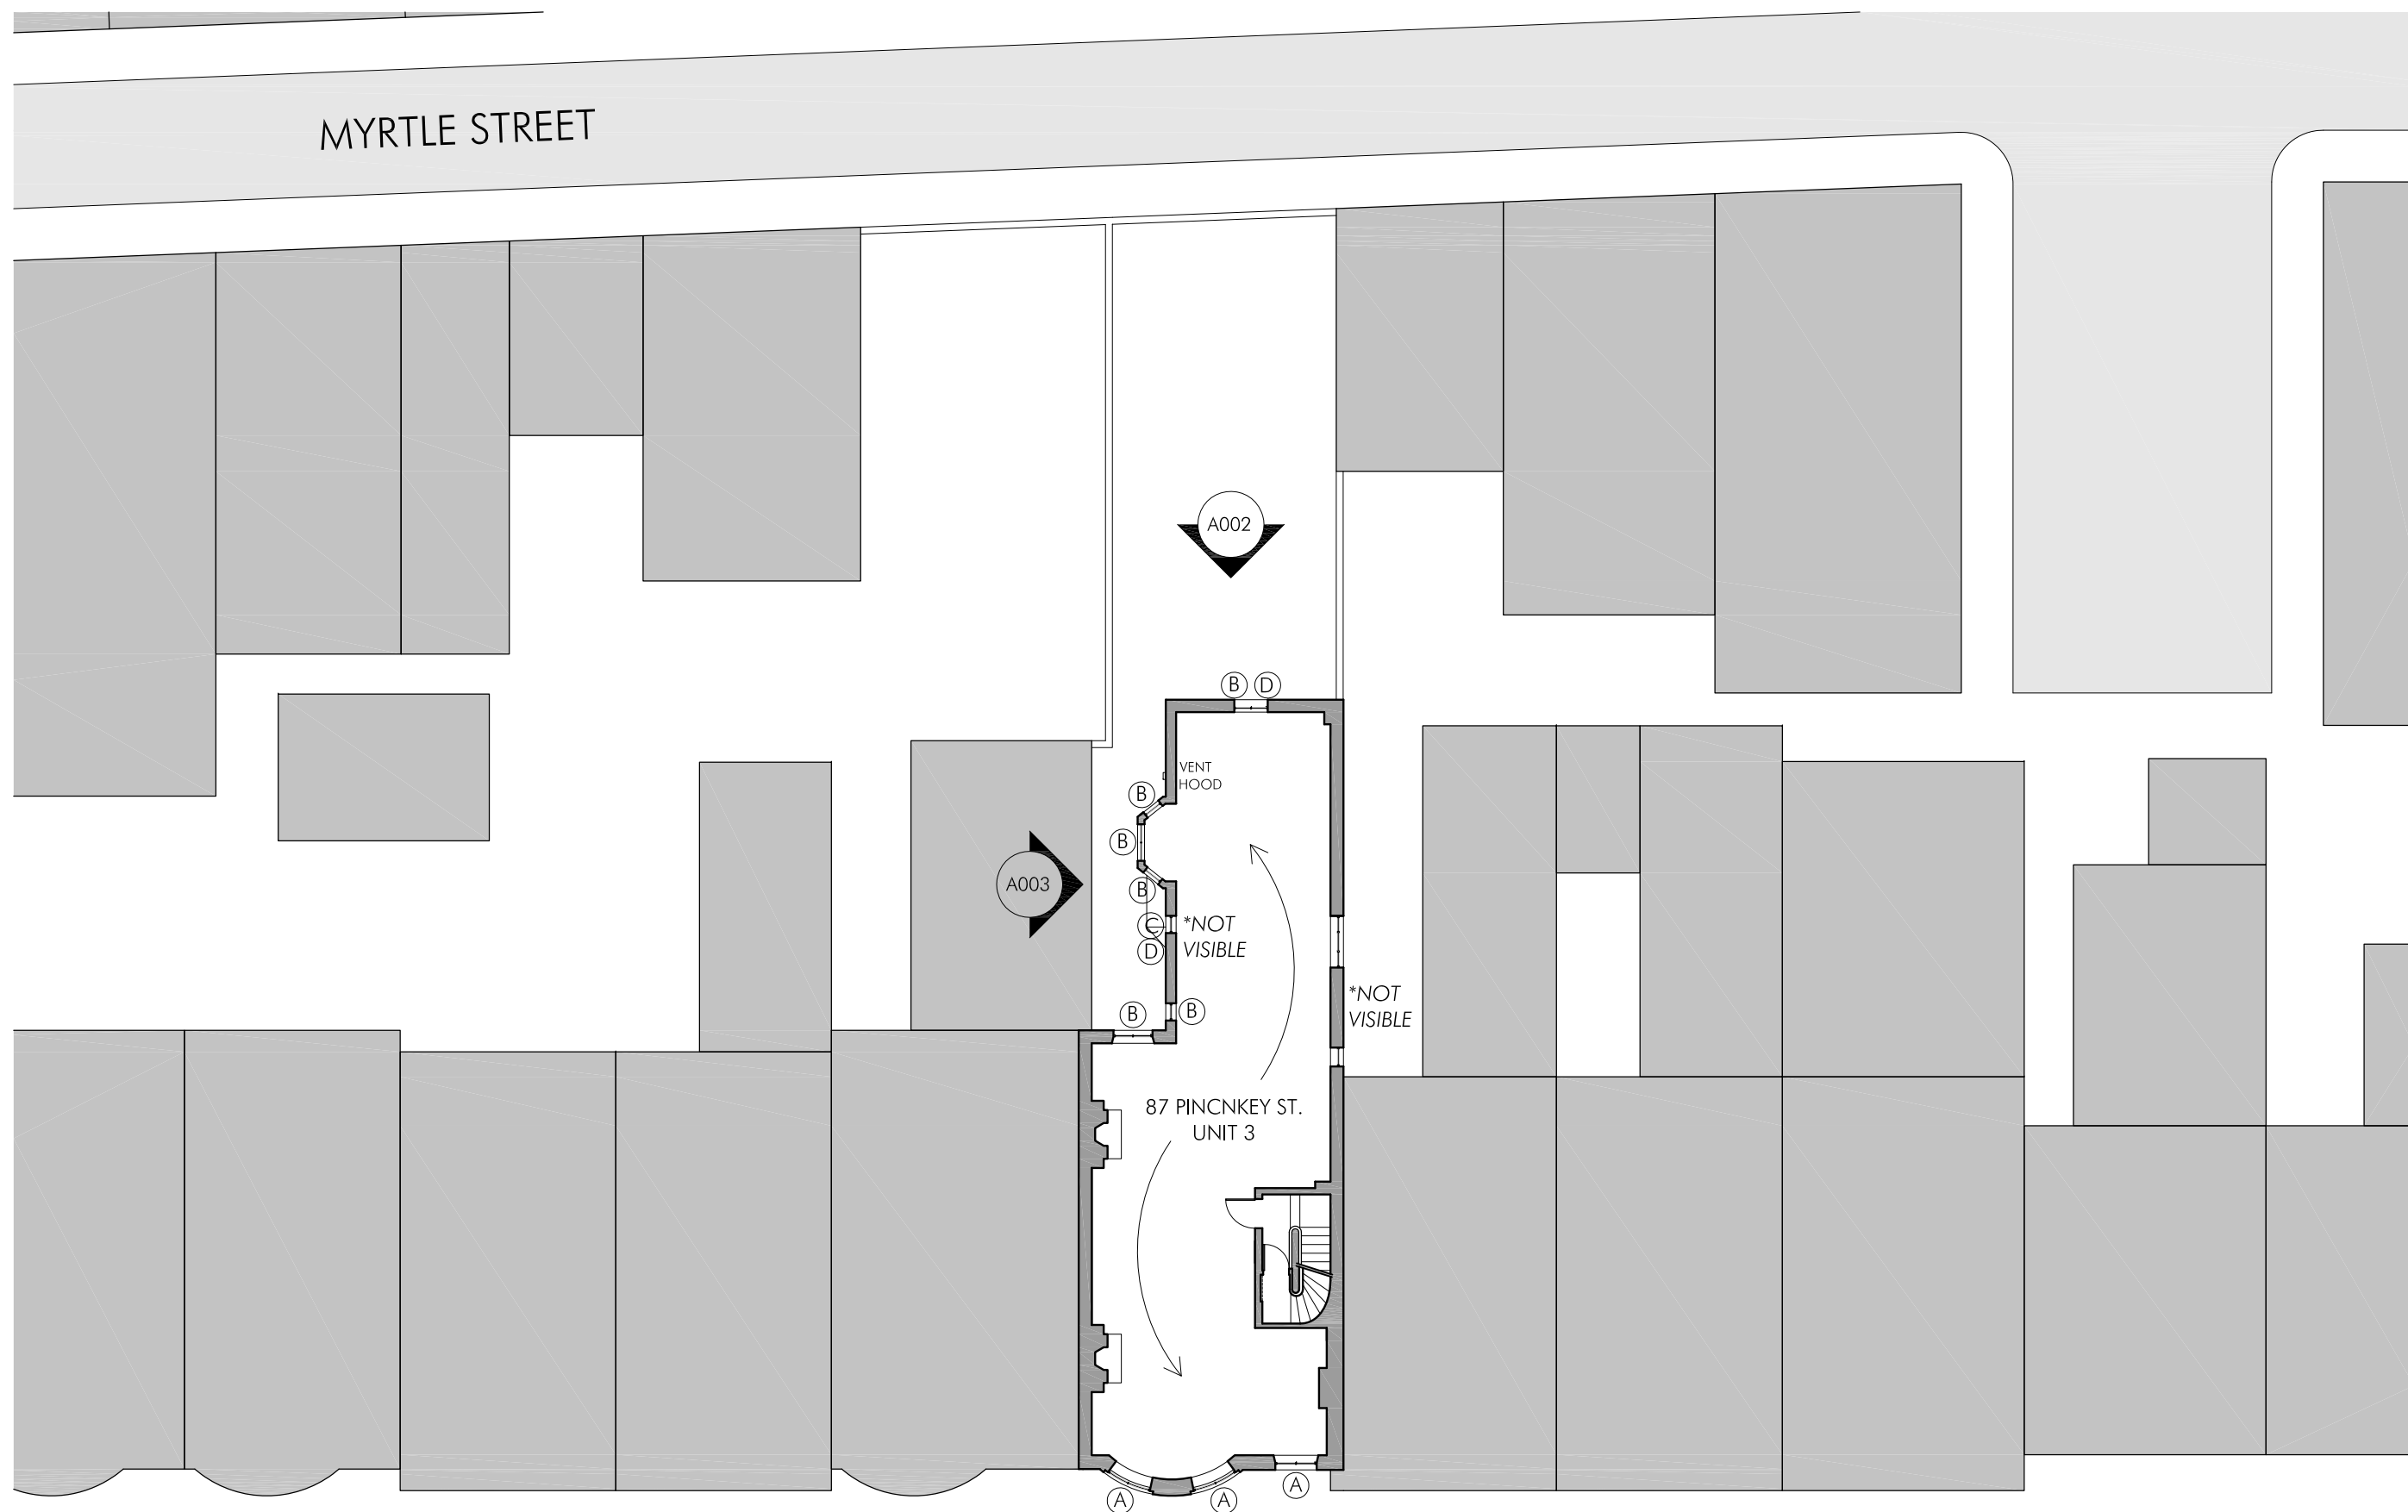 MYRTLE STREET
A002
B D
VENT
HOOD
B
B
A003
B
C
*NOT
VISIBLE
D
*NOT
VISIBLE
B
B
87 PINCNKEY ST.
UNIT 3
A
A
A